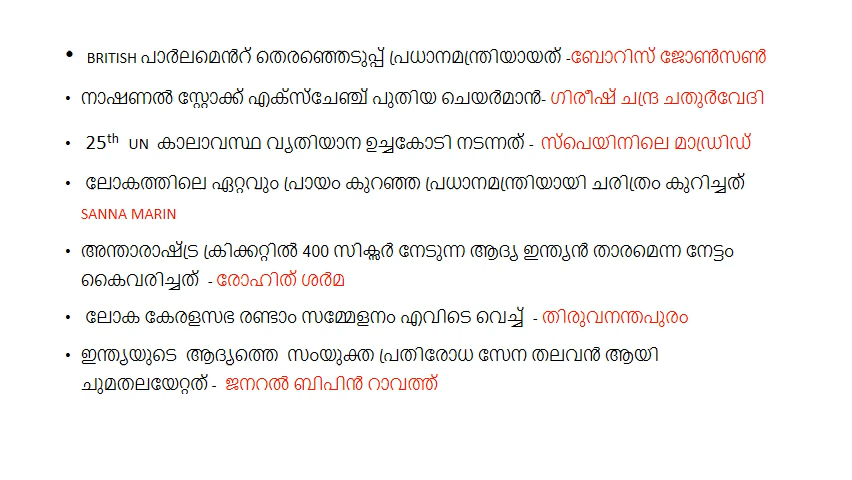 • BRITISH പാർലമെൻറ് തെരഞ്ഞെടുപ്പ് പ്രധാനമന്ത്രിയായത് -ബോറിസ് ജോൺസൺ
• നാഷണൽ സ്റ്റോക്ക് എക്സ്ചേഞ്ച് പുതിയ ചെയർമാൻ- ഗിരീഷ് ചന്ദ്ര ചതുർവേദി
• 25th UN കാലാവസ്ഥ വ്യതിയാന ഉച്ചകോടി നടന്നത് - സ്പെയിനിലെ മാഡ്രിഡ്
• ലോകത്തിലെ ഏറ്റവും പ്രായം കുറഞ്ഞ പ്രധാനമന്ത്രിയായി ചരിത്രം കുറിച്ചത്
SANNA MARIN
• അന്താരാഷ്ട്ര ക്രിക്കറ്റിൽ 400 സിക്സർ നേടുന്ന ആദ്യ ഇന്ത്യൻ താരമെന്ന നേട്ടം
കൈവരിച്ചത് - രോഹിത് ശർമ
• ലോക കേരളസഭ രണ്ടാം സമ്മേളനം എവിടെ വെച്ച് - തിരുവനന്തപുരം
• ഇന്ത്യയുടെ ആദ്യത്തെ സംയുക്ത പ്രതിരോധ സേന തലവൻ ആയി
ചുമതലയേറ്റത് - ജനറൽ ബിപിൻ റാവത്ത്